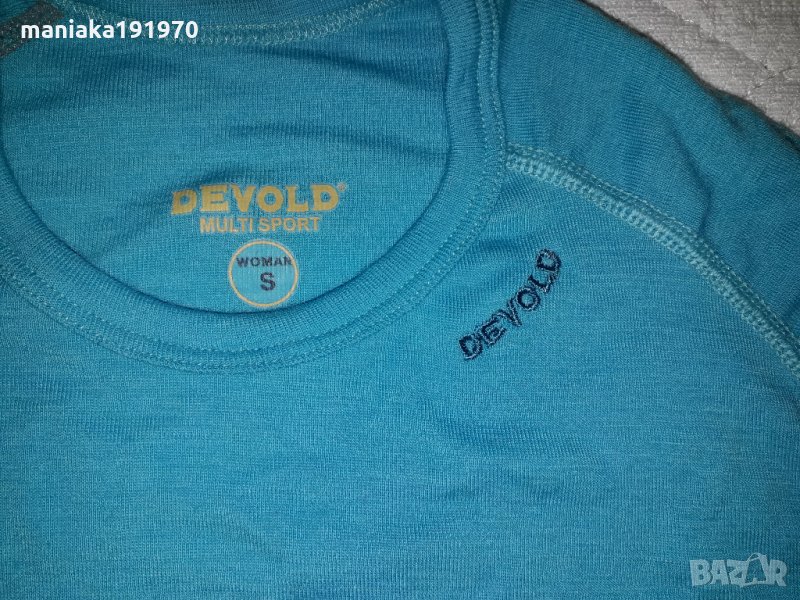 maniaka191970
DEVOLD®
MULTI SPORT
WOMAN
S
DEVOLD
BAZAR